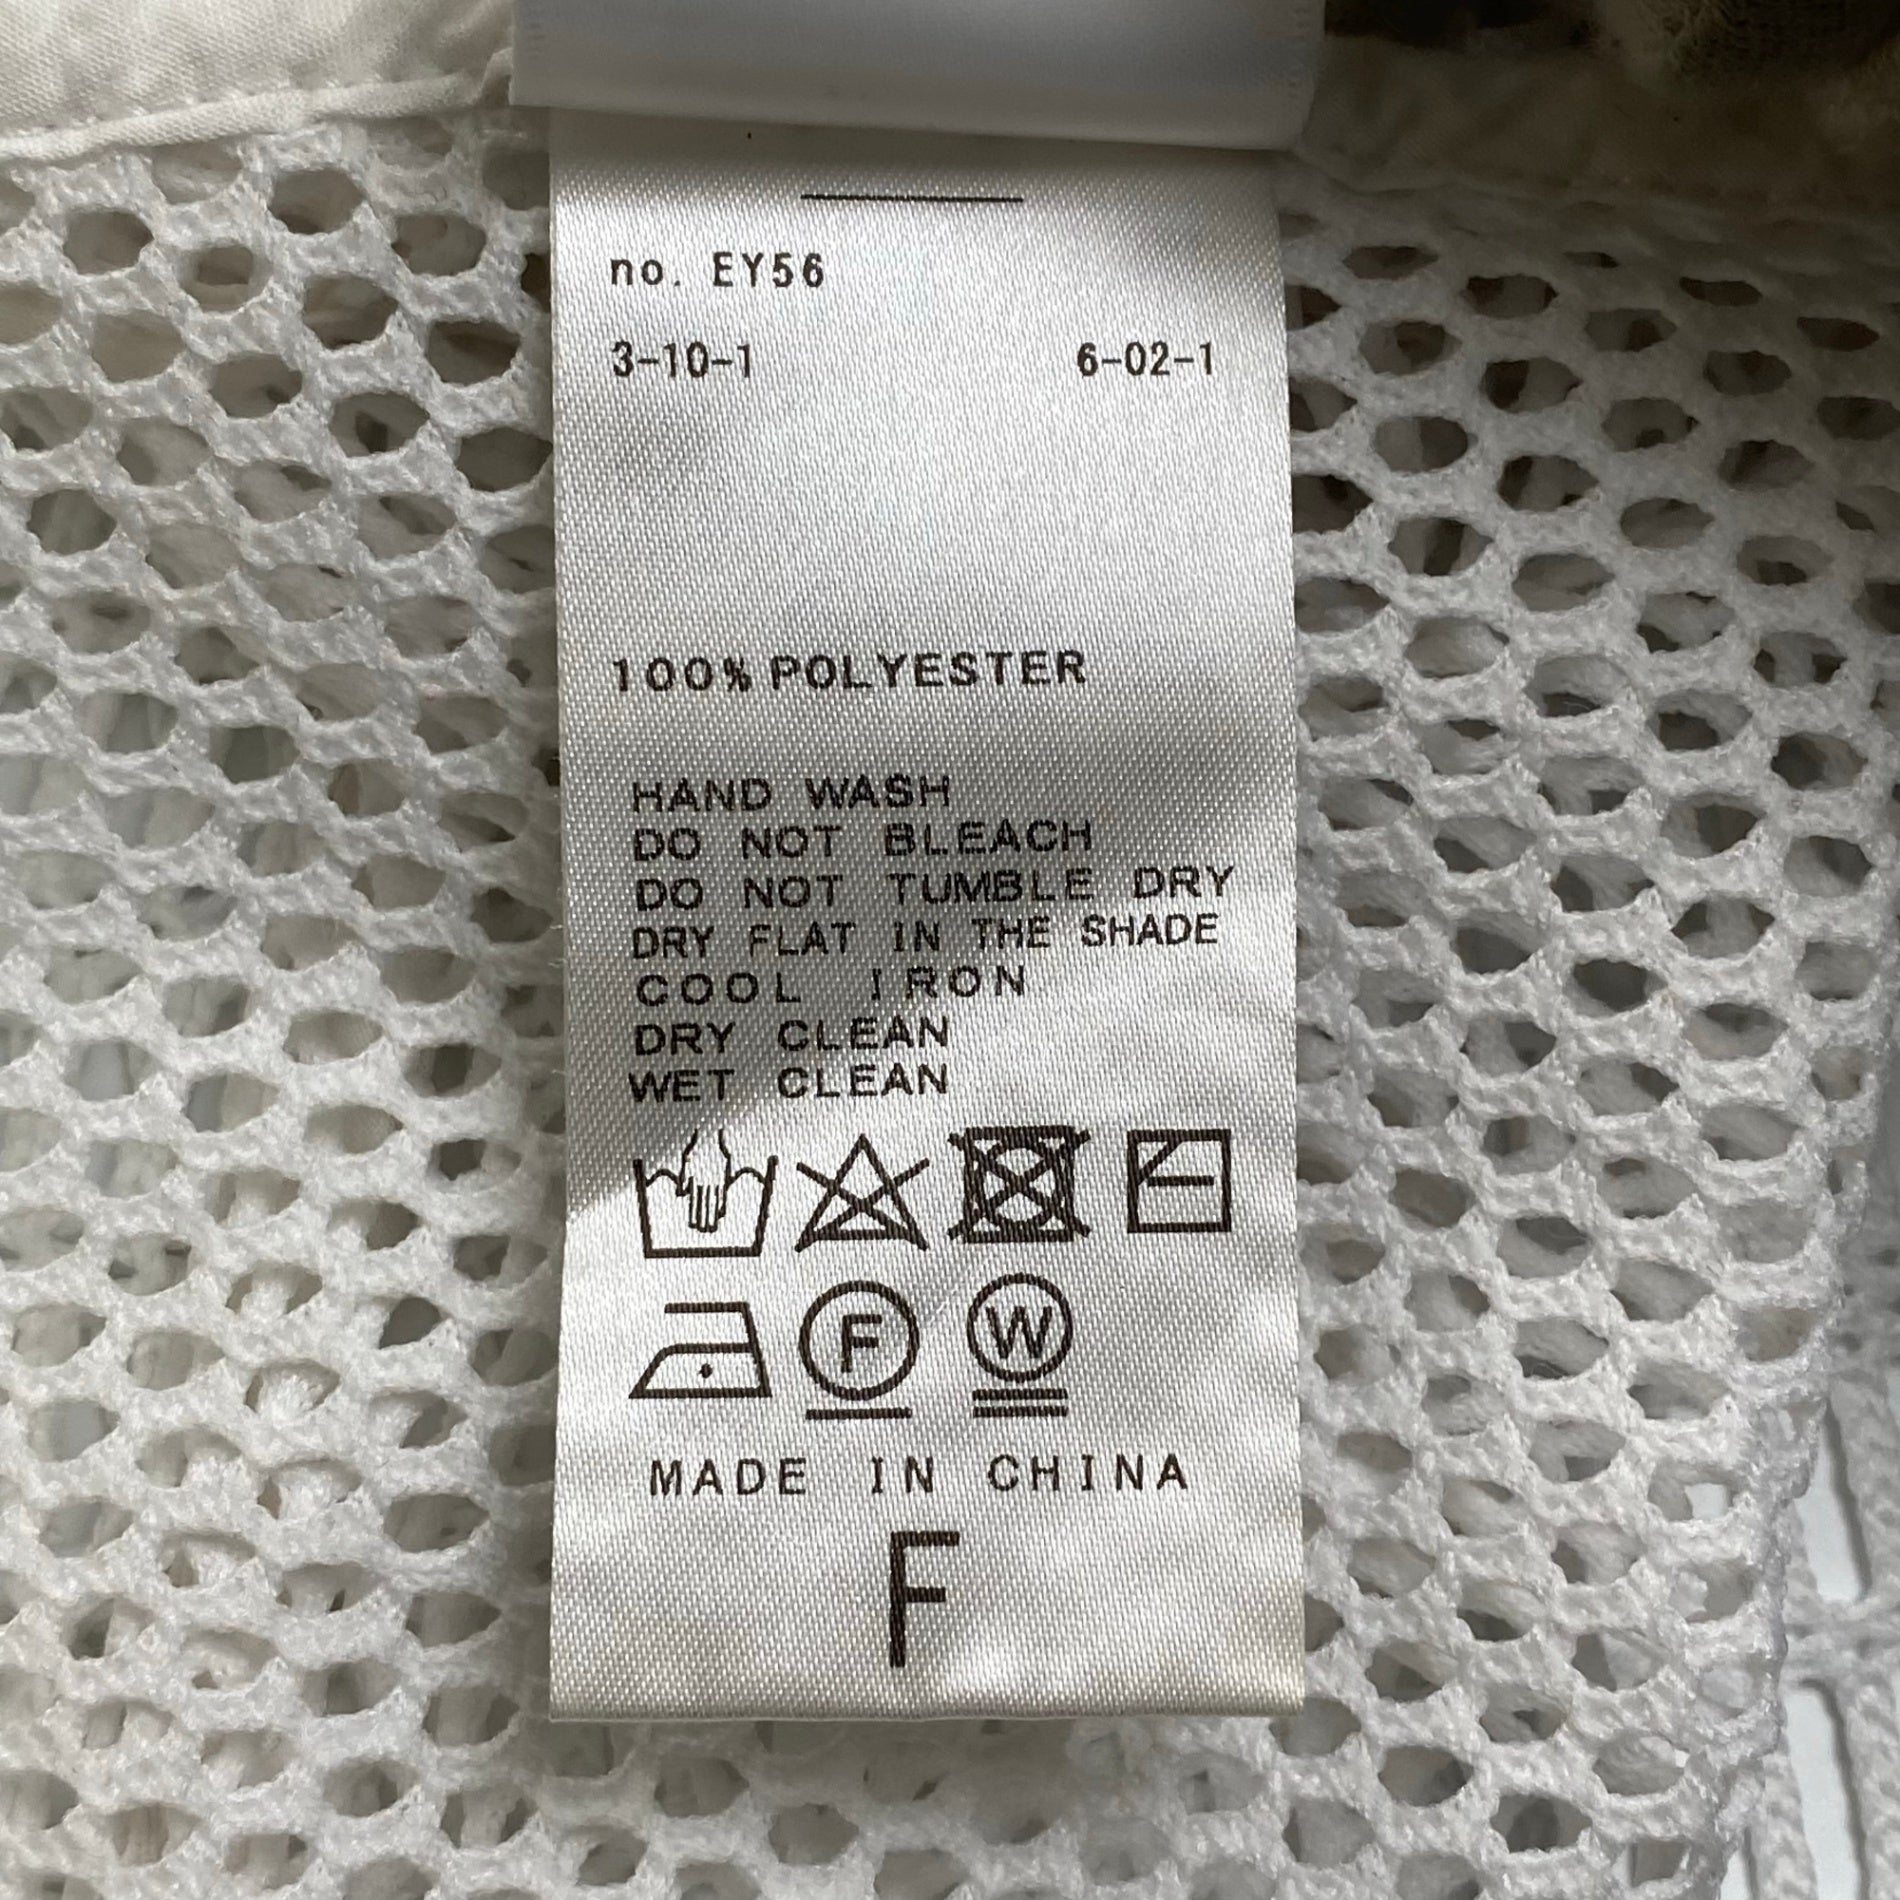 no. EY56
3-10-1 6-02-1
100% POLYESTER
HAND WASH
DO NOT BLEACH
DO NOT TUMBLE DRY
DRY FLAT IN THE SHADE
COOL IRON
DRY CLEAN
WET CLEAN
F W
MADE IN CHINA
F